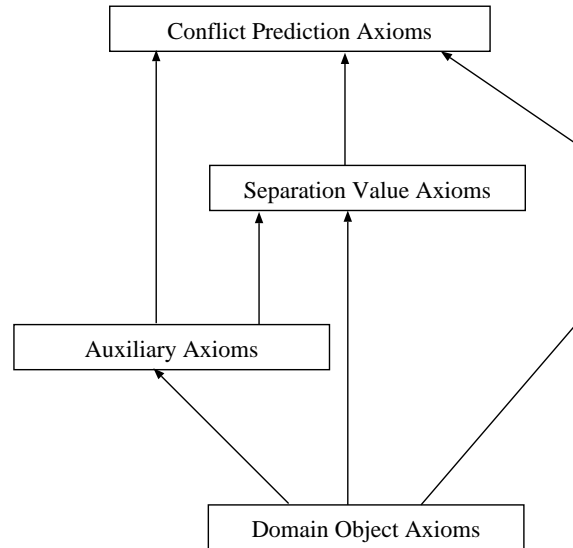 Conflict Prediction Axioms
Separation Value Axioms
Auxiliary Axioms
Domain Object Axioms